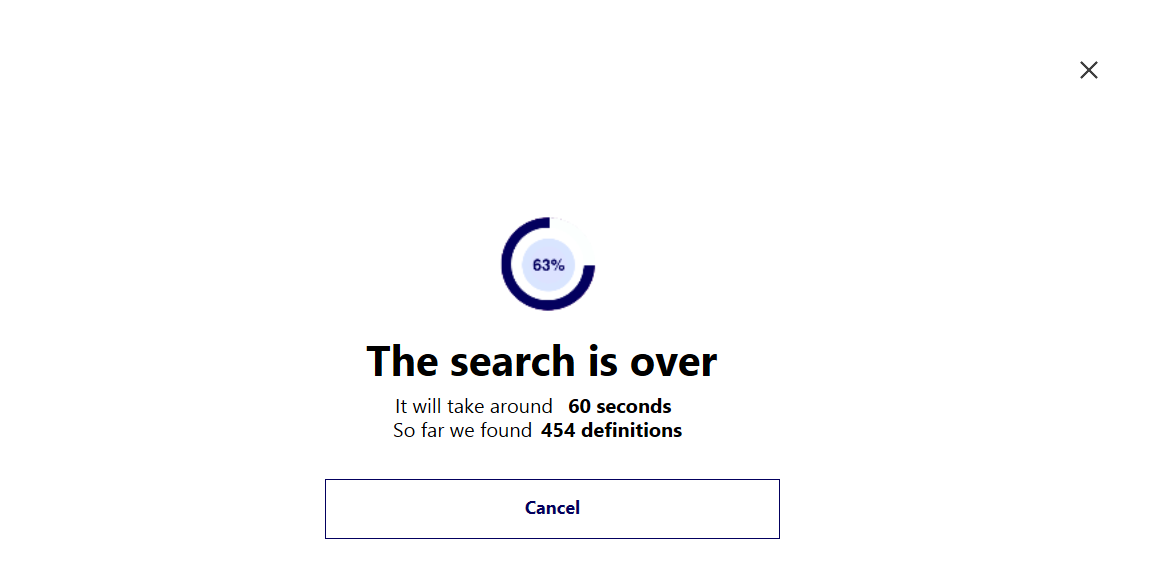 63%
The search is over
It will take around 60 seconds
So far we found 454 definitions
Cancel